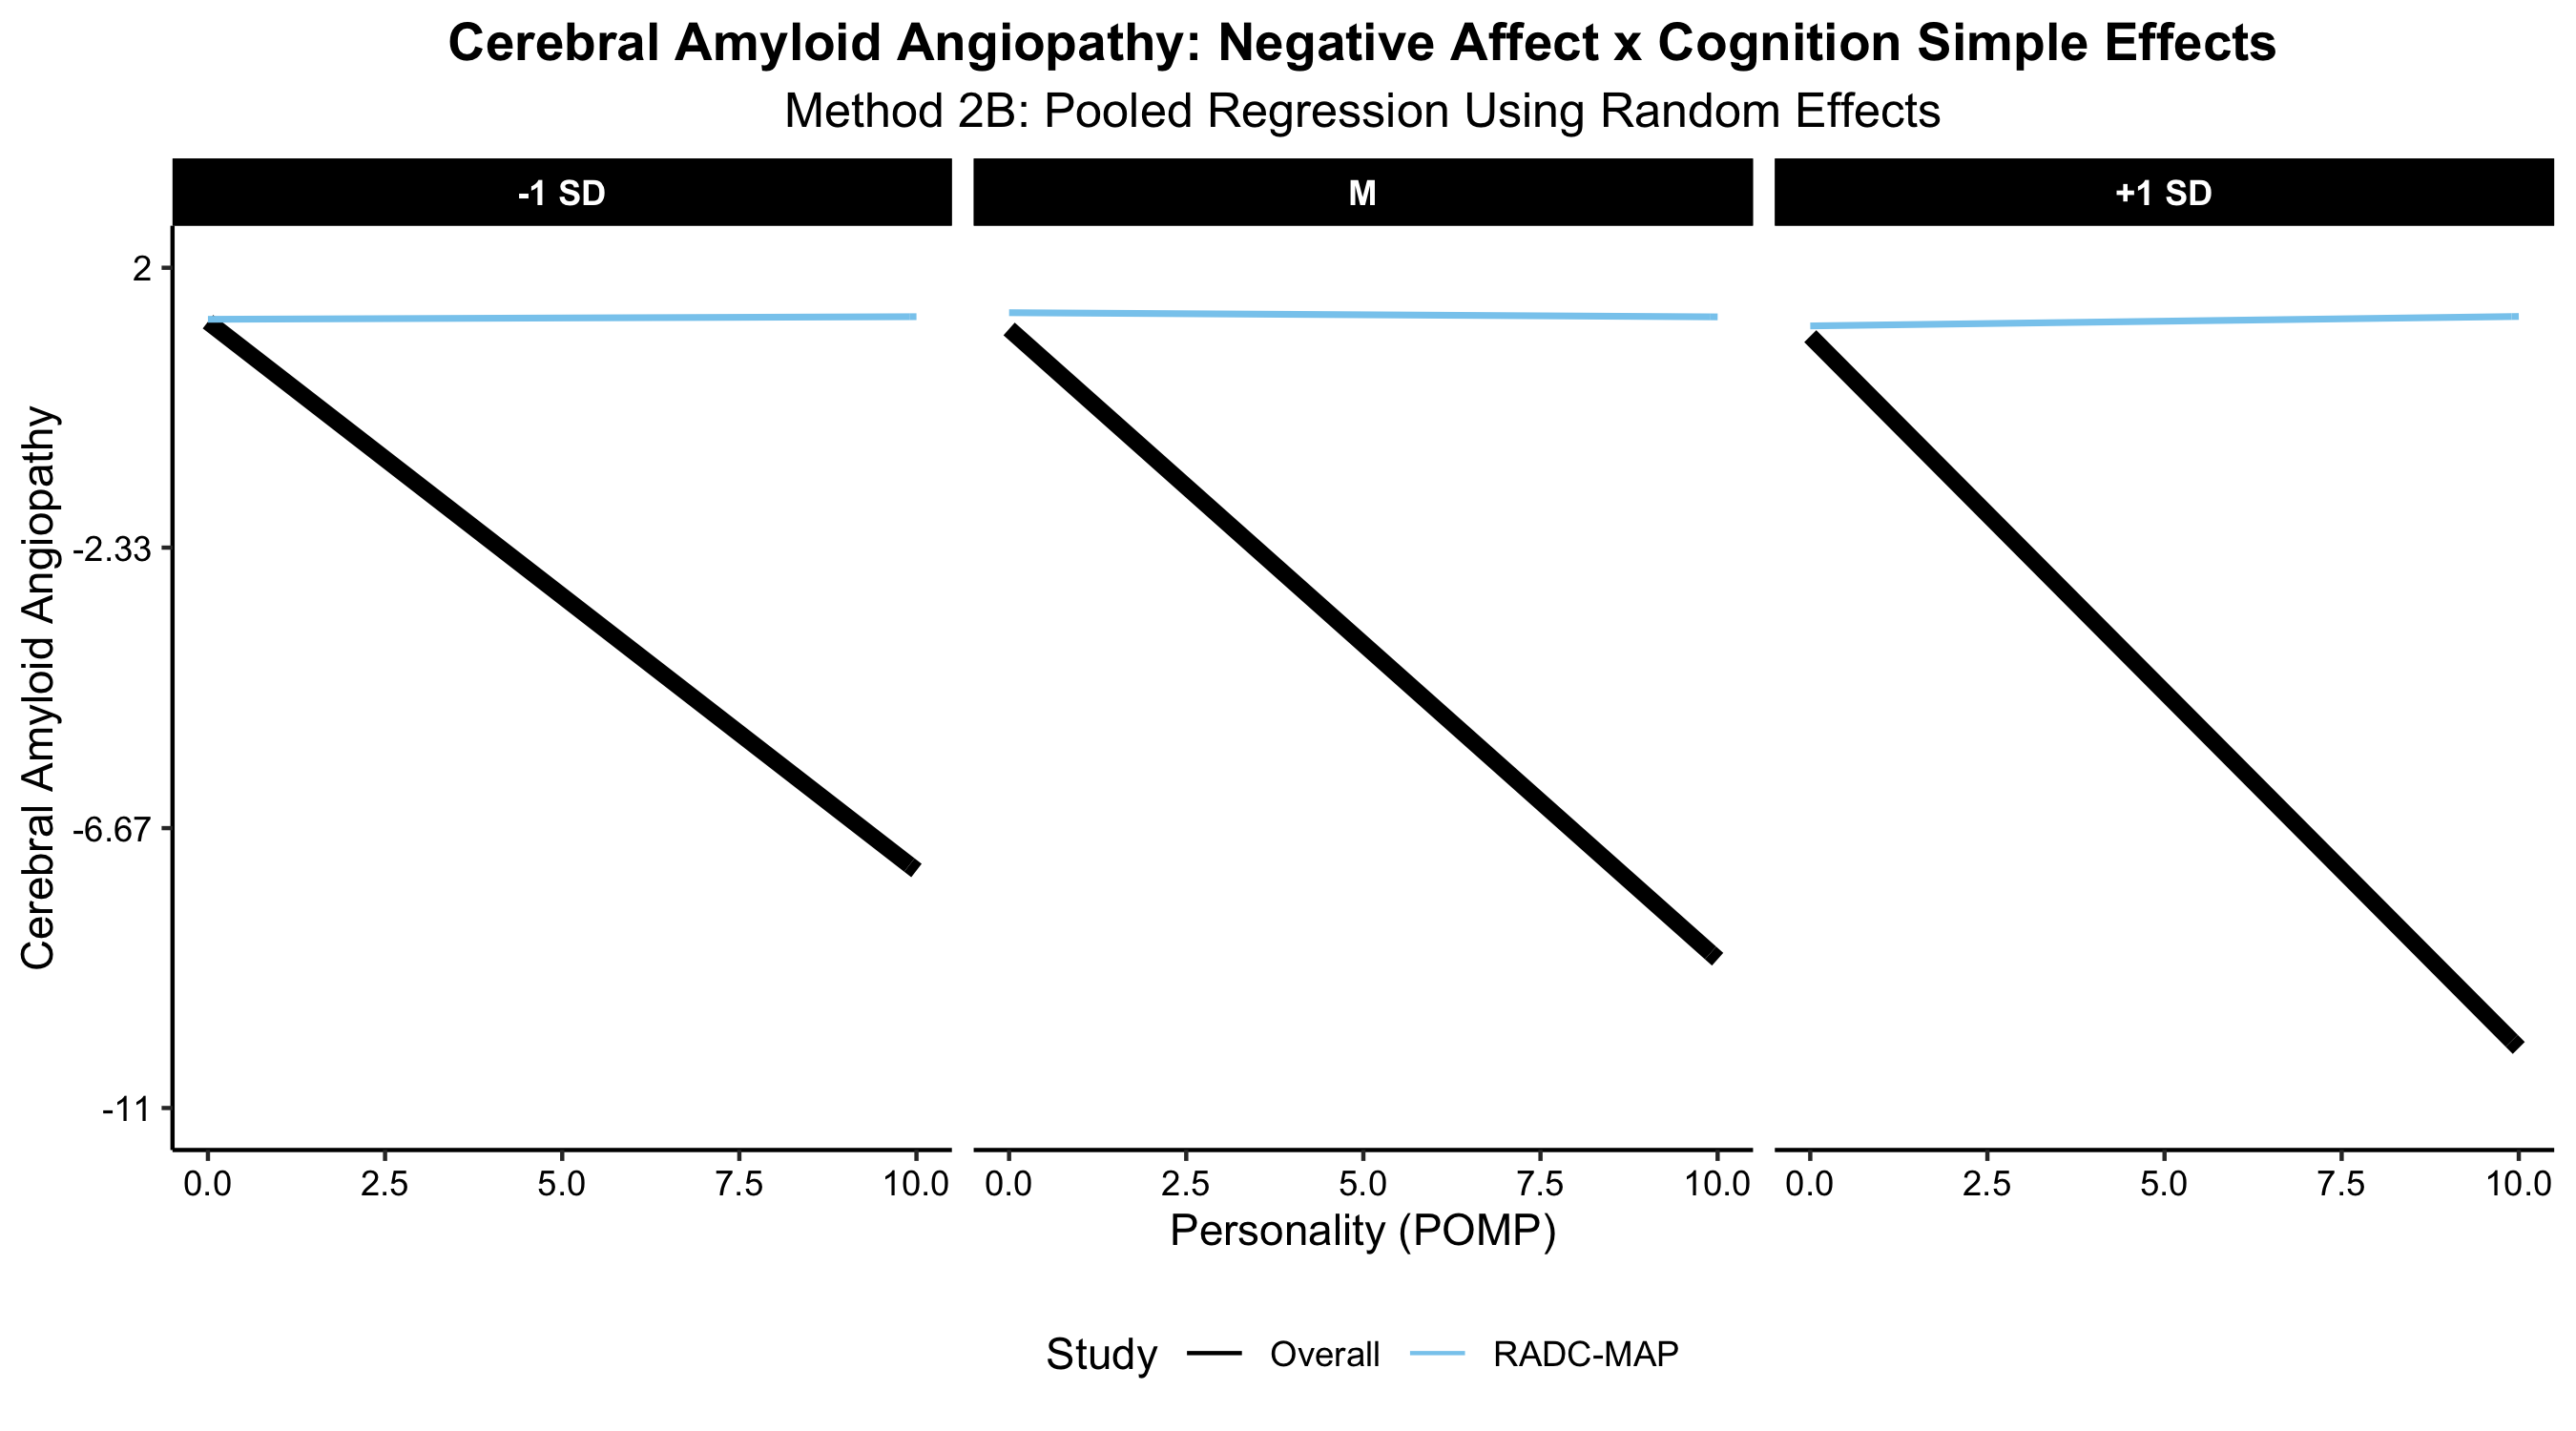 Cerebral Amyloid Angiopathy: Negative Affect x Cognition Simple Effects
Method 2B: Pooled Regression Using Random Effects
-1 SD M +1 SD
Cerebral Amyloid Angiopathy
2
-2.33
-6.67
-11
0.0 2.5 5.0 7.5 10.0 0.0 2.5 5.0 7.5 10.0 0.0 2.5 5.0 7.5 10.0
Personality (POMP)
Study Overall RADC-MAP